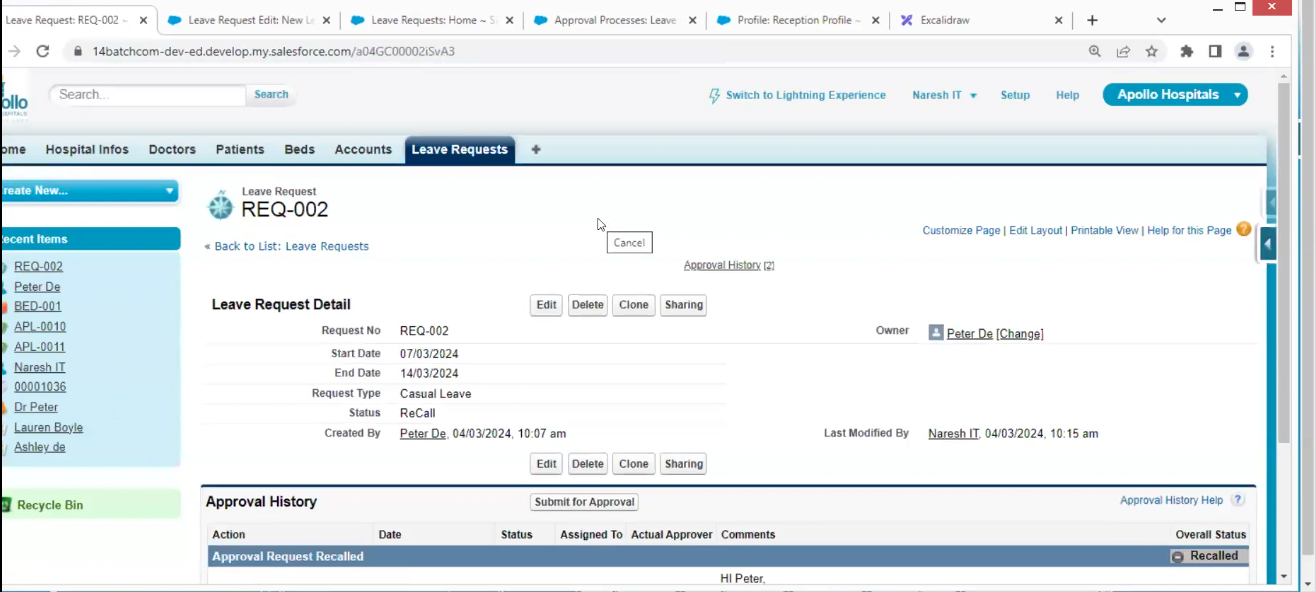 Leave Request: REQ-002 ~
Leave Request Edit: New Le
Leave Requests: Home ~ S
Approval Processes: Leave
Profile: Reception Profile ~
Excalidraw
14batchcom-dev-ed.develop.my.salesforce.com/a04GC00002iSvA3
ollo
Search...
Search
Switch to Lightning Experience
Naresh IT
Setup
Help
Apollo Hospitals
ome
Hospital Infos
Doctors
Patients
Beds
Accounts
Leave Requests
reate New...
Leave Request
REQ-002
Cancel
Customize Page | Edit Layout | Printable View | Help for this Page
ecent Items
« Back to List: Leave Requests
REQ-002
Peter De
BED-001
APL-0010
APL-0011
Naresh IT
00001036
Dr Peter
Lauren Boyle
Ashley de
Recycle Bin
Approval History [2]
Leave Request Detail
Edit
Delete
Clone
Sharing
Request No REQ-002
Owner Peter De [Change]
Start Date 07/03/2024
End Date 14/03/2024
Request Type Casual Leave
Status ReCall
Created By Peter De, 04/03/2024, 10:07 am
Last Modified By Naresh IT, 04/03/2024, 10:15 am
Edit
Delete
Clone
Sharing
Approval History
Submit for Approval
Approval History Help ?
Action Date Status Assigned To Actual Approver Comments Overall Status
Approval Request Recalled
Recalled
HI Peter,